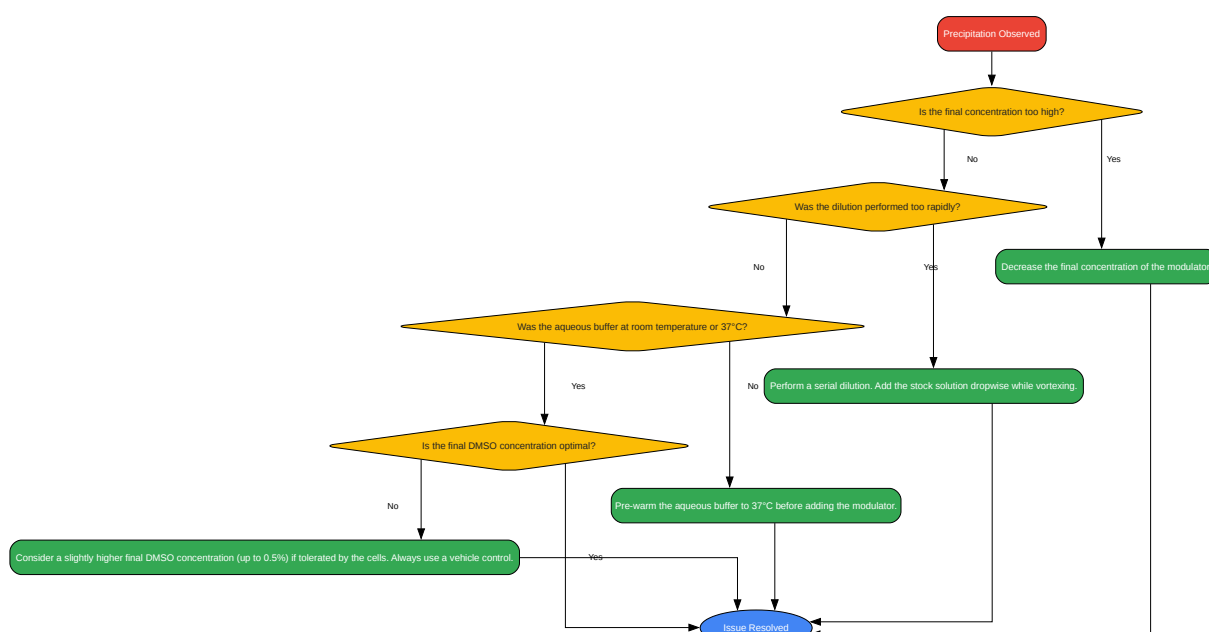 Precipitation Observed
Is the final concentration too high?
No
Yes
Was the dilution performed too rapidly?
No
Yes
Decrease the final concentration of the modulator
Was the aqueous buffer at room temperature or 37°C?
Yes
No
Perform a serial dilution. Add the stock solution dropwise while vortexing.
Is the final DMSO concentration optimal?
No
Pre-warm the aqueous buffer to 37°C before adding the modulator.
Consider a slightly higher final DMSO concentration (up to 0.5%) if tolerated by the cells. Always use a vehicle control.
Yes
Issue Resolved